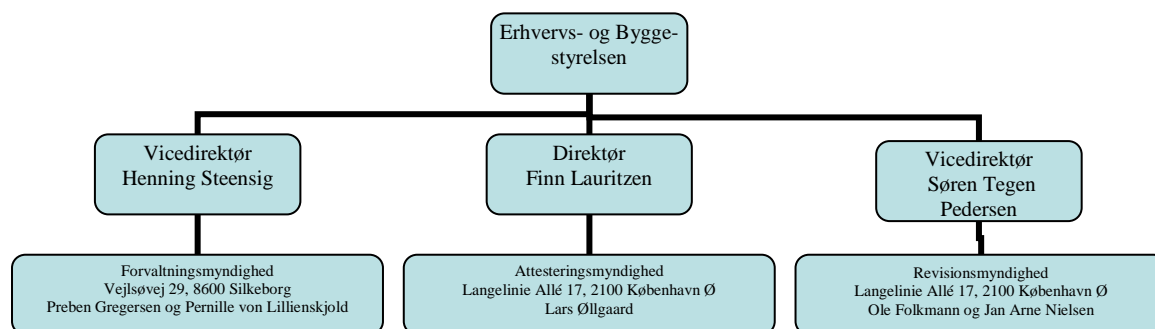 Erhvervs- og Bygge-
styrelsen
Vicedirektør
Henning Steensig
Direktør
Finn Lauritzen
Vicedirektør
Søren Tegen
Pedersen
Forvaltningsmyndighed
Vejlsøvej 29, 8600 Silkeborg
Preben Gregersen og Pernille von Lillienskjold
Attesteringsmyndighed
Langelinie Allé 17, 2100 København Ø
Lars Øllgaard
Revisionsmyndighed
Langelinie Allé 17, 2100 København Ø
Ole Folkmann og Jan Arne Nielsen